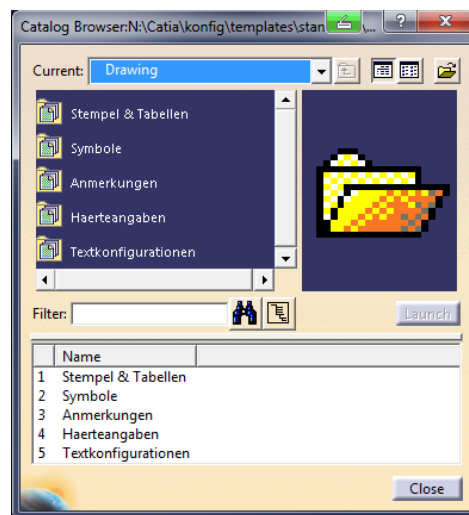 Catalog Browser:N:\Catia\konfig\templates\stan \... ? X
Current: Drawing
Stempel & Tabellen
Symbole
Anmerkungen
Haerteangaben
Textkonfigurationen
Filter:
Launch
Name
1 Stempel & Tabellen
2 Symbole
3 Anmerkungen
4 Haerteangaben
5 Textkonfigurationen
Close